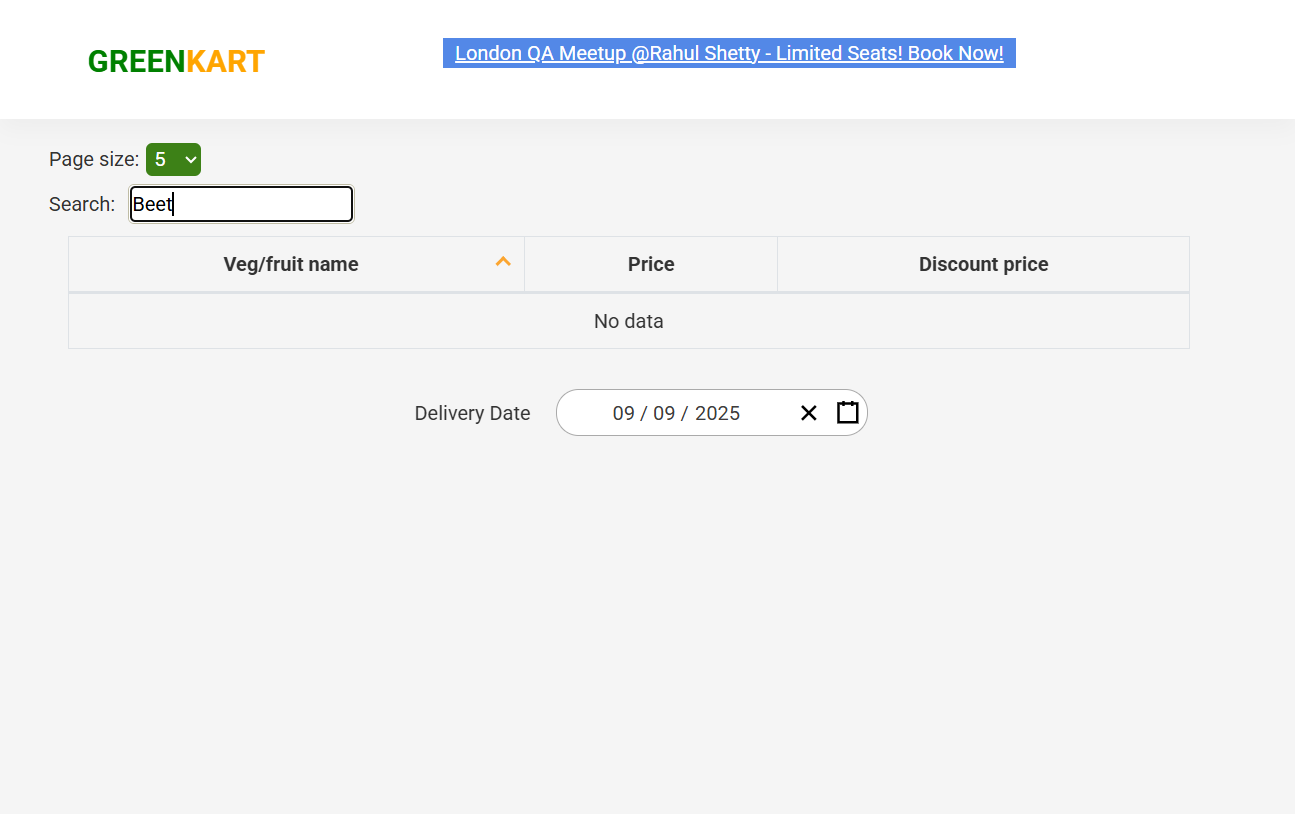 GREENKART
London QA Meetup @Rahul Shetty - Limited Seats! Book Now!
Page size: 5
Search: Beet
Veg/fruit name Price Discount price
No data
Delivery Date 09 / 09 / 2025